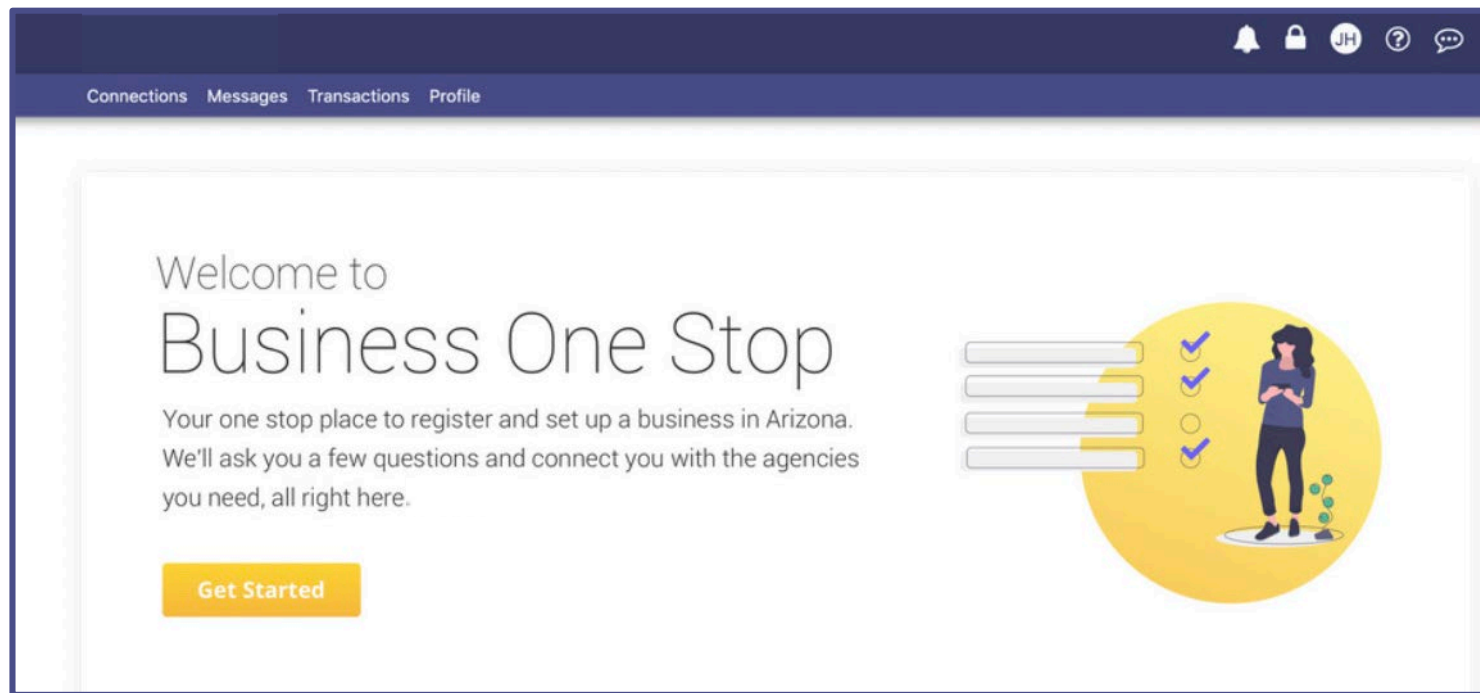 JH
Connections Messages Transactions Profile
Welcome to
Business One Stop
Your one stop place to register and set up a business in Arizona.
We'll ask you a few questions and connect you with the agencies
you need, all right here.
Get Started